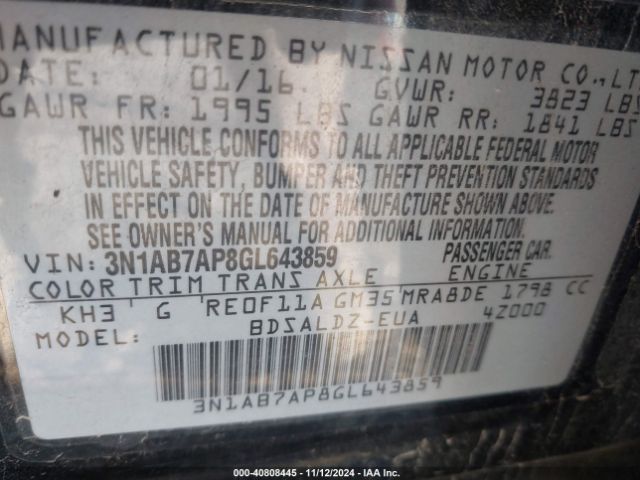 MANUFACTURED BY NISSAN MOTOR CO., LT
DATE: 01/16. GVWR: 3823 LBS
GAWR FR: 1995 LBS GAWR RR: 1841 LBS
THIS VEHICLE CONFORMS TO ALL APPLICABLE FEDERAL MOTOR
VEHICLE SAFETY, BUMPER AND THEFT PREVENTION STANDARDS
IN EFFECT ON THE DATE OF MANUFACTURE SHOWN ABOVE.
SEE OWNER'S MANUAL FOR MORE INFORMATION.
VIN: 3N1AB7AP8GL643859 PASSENGER CAR.
COLOR TRIM TRANS AXLE ENGINE
KH3 G RE0F11A GM35 MRA8DE 1798 CC
MODEL: BDSALDZ-EUA 4Z000
3N1AB7AP8GL643859
000-40808445 - 11/12/2024 - IAA Inc.